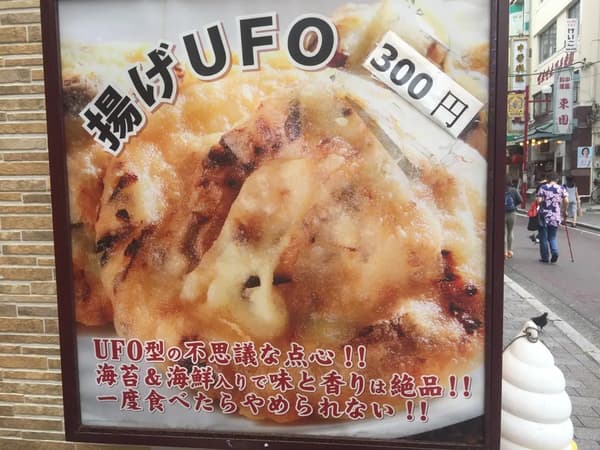 揚げUFO
300円
UFO型の不思議な点心!!
海苔&海鮮入りで味と香りは絶品!!
一度食べたらやめられない!!
東園